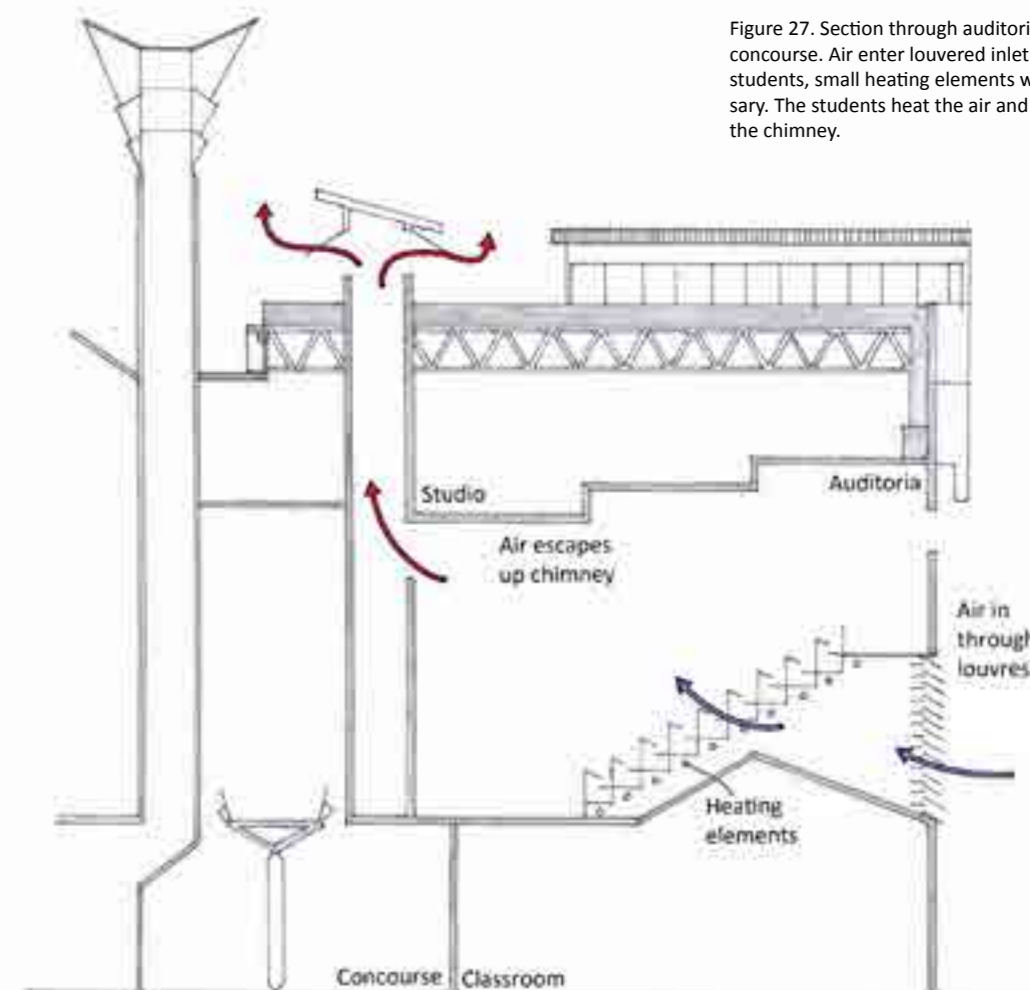 Figure 27. Section through auditori
concourse. Air enter louvered inlet
students, small heating elements w
sary. The students heat the air and
the chimney.
Studio
Auditoria
Air escapes
up chimney
Air in
through
louvres
Heating
elements
Concourse
Classroom